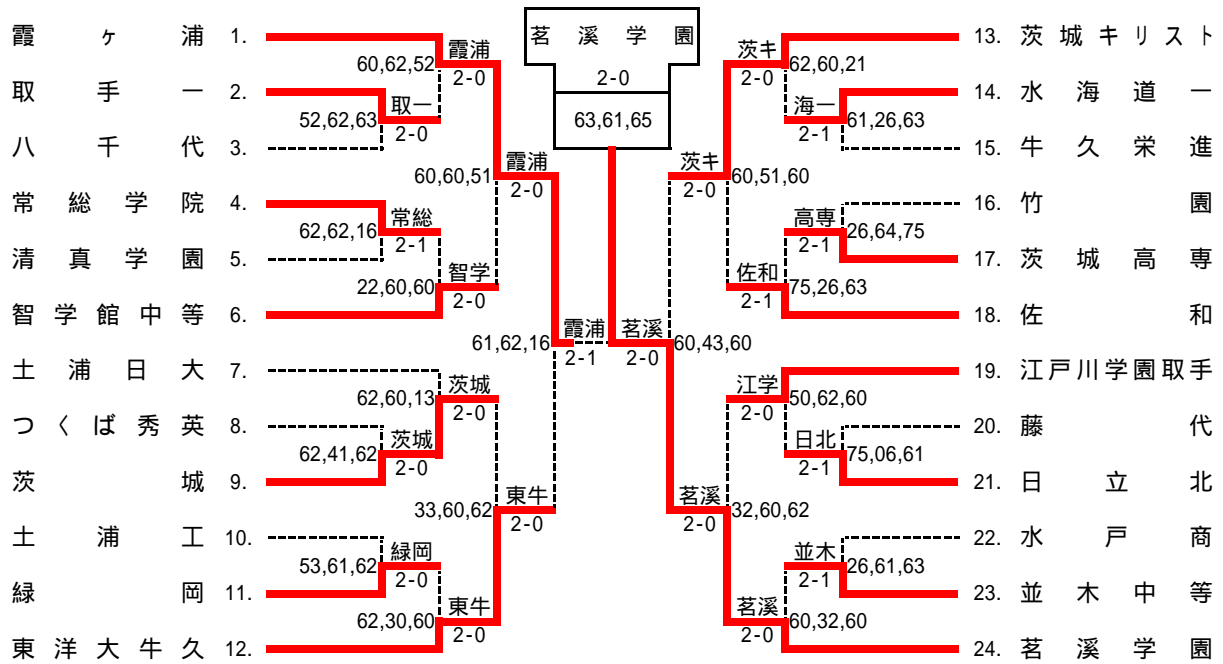 茗溪学園
2-0
63,61,65
霞ヶ浦 1.
取手一 2.
八千代 3.
常総学院 4.
清真学園 5.
智学館中等 6.
土浦日大 7.
つくば秀英 8.
茨城 9.
土浦工 10.
緑岡 11.
東洋大牛久 12.
霞浦
60,62,52
2-0
取一
52,62,63
2-0
霞浦
60,60,51
2-0
常総
62,62,16
2-1
智学
22,60,60
2-0
霞浦
61,62,16
2-1
茨城
62,60,13
2-0
茨城
62,41,62
2-0
東牛
33,60,62
2-0
緑岡
53,61,62
2-0
東牛
62,30,60
2-0
茨キ
62,60,21
2-0
海一
61,26,63
2-1
茨キ
60,51,60
2-0
高専
26,64,75
2-1
佐和
75,26,63
2-1
茗溪
60,43,60
2-0
江学
50,62,60
2-0
日北
75,06,61
2-1
茗溪
32,60,62
2-0
並木
26,61,63
2-1
茗溪
60,32,60
2-0
13. 茨城キリスト
14. 水海道一
15. 牛久栄進
16. 竹園
17. 茨城高専
18. 佐和
19. 江戸川学園取手
20. 藤代
21. 日立北
22. 水戸商
23. 並木中等
24. 茗溪学園